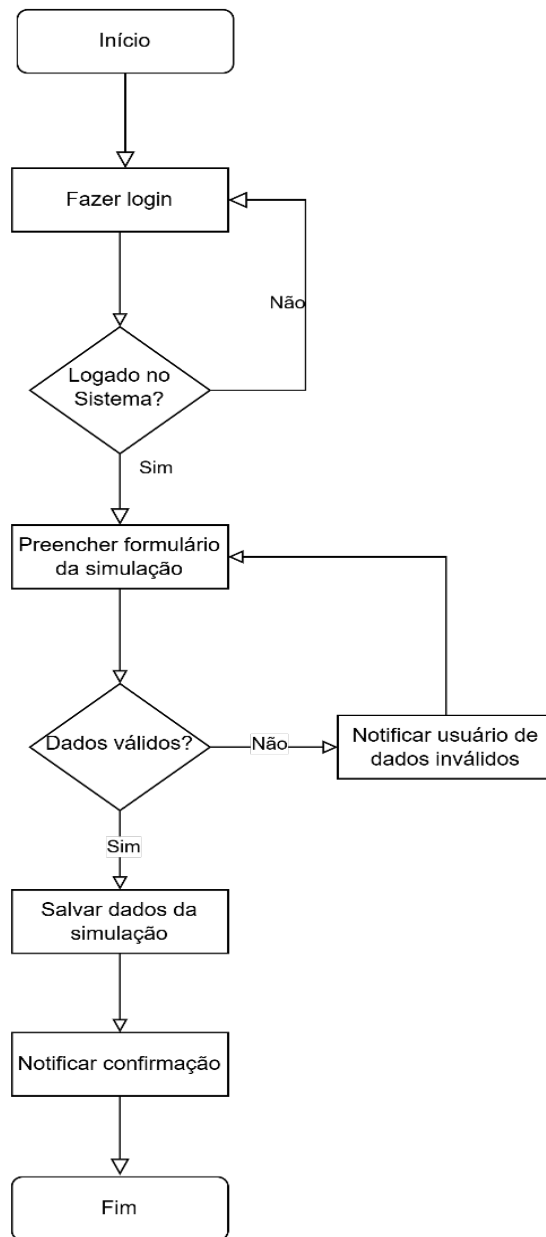 Início
Fazer login
Não
Logado no
Sistema?
Sim
Preencher formulário
da simulação
Dados válidos?
Não
Notificar usuário de
dados inválidos
Sim
Salvar dados da
simulação
Notificar confirmação
Fim